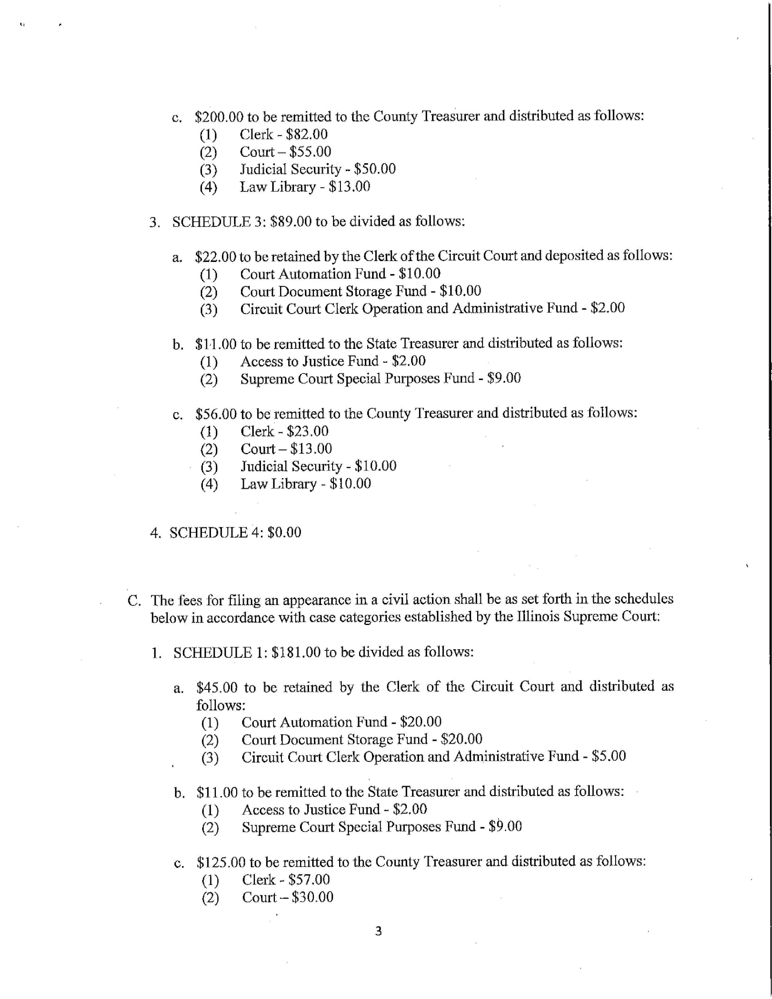 c. $200.00 to be remitted to the County Treasurer and distributed as follows:
(1) Clerk - $82.00
(2) Court – $55.00
(3) Judicial Security - $50.00
(4) Law Library - $13.00
3. SCHEDULE 3: $89.00 to be divided as follows:
a. $22.00 to be retained by the Clerk of the Circuit Court and deposited as follows:
(1) Court Automation Fund - $10.00
(2) Court Document Storage Fund - $10.00
(3) Circuit Court Clerk Operation and Administrative Fund - $2.00
b. $11.00 to be remitted to the State Treasurer and distributed as follows:
(1) Access to Justice Fund - $2.00
(2) Supreme Court Special Purposes Fund - $9.00
c. $56.00 to be remitted to the County Treasurer and distributed as follows:
(1) Clerk - $23.00
(2) Court – $13.00
(3) Judicial Security - $10.00
(4) Law Library - $10.00
4. SCHEDULE 4: $0.00
C. The fees for filing an appearance in a civil action shall be as set forth in the schedules
below in accordance with case categories established by the Illinois Supreme Court:
1. SCHEDULE 1: $181.00 to be divided as follows:
a. $45.00 to be retained by the Clerk of the Circuit Court and distributed as
follows:
(1) Court Automation Fund - $20.00
(2) Court Document Storage Fund - $20.00
(3) Circuit Court Clerk Operation and Administrative Fund - $5.00
b. $11.00 to be remitted to the State Treasurer and distributed as follows:
(1) Access to Justice Fund - $2.00
(2) Supreme Court Special Purposes Fund - $9.00
c. $125.00 to be remitted to the County Treasurer and distributed as follows:
(1) Clerk - $57.00
(2) Court – $30.00
3